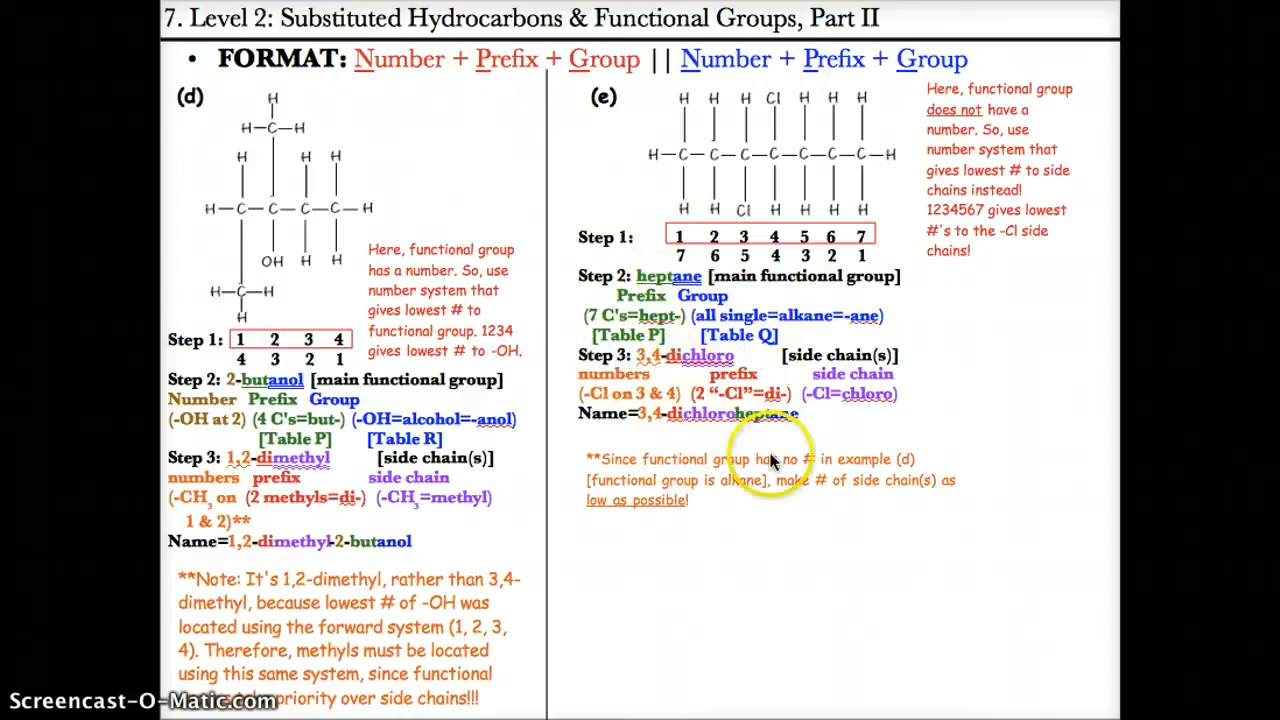 7. Level 2: Substituted Hydrocarbons & Functional Groups, Part II
• FORMAT: Number + Prefix + Group || Number + Prefix + Group
(d)
H
H–C–H
H H H
H–C–C–C–C–H
OH H H
H–C–H
H
Here, functional group
has a number. So, use
number system that
gives lowest # to
functional group. 1234
gives lowest # to -OH.
Step 1: 1 2 3 4
4 3 2 1
Step 2: 2-butanol [main functional group]
Number Prefix Group
(-OH at 2) (4 C's=but-) (-OH=alcohol=-anol)
[Table P] [Table R]
Step 3: 1,2-dimethyl [side chain(s)]
numbers prefix side chain
(-CH3 on (2 methyls=di-) (-CH3=methyl)
1 & 2)**
Name=1,2-dimethyl-2-butanol
**Note: It's 1,2-dimethyl, rather than 3,4-
dimethyl, because lowest # of -OH was
located using the forward system (1, 2, 3,
4). Therefore, methyls must be located
using this same system, since functional
priority over side chains!!!
(e)
H H H Cl H H H
H–C–C–C–C–C–C–C–H
H H Cl H H H H
Here, functional group
does not have a
number. So, use
number system that
gives lowest # to side
chains instead!
1234567 gives lowest
#'s to the -Cl side
chains!
Step 1: 1 2 3 4 5 6 7
7 6 5 4 3 2 1
Step 2: heptane [main functional group]
Prefix Group
(7 C's=hept-) (all single=alkane=-ane)
[Table P] [Table Q]
Step 3: 3,4-dichloro [side chain(s)]
numbers prefix side chain
(-Cl on 3 & 4) (2 "-Cl"=di-) (-Cl=chloro)
Name=3,4-dichloroheptane
**Since functional group has no # in example (d)
[functional group is alkane], make # of side chain(s) as
low as possible!
Screencast-O-Matic.com